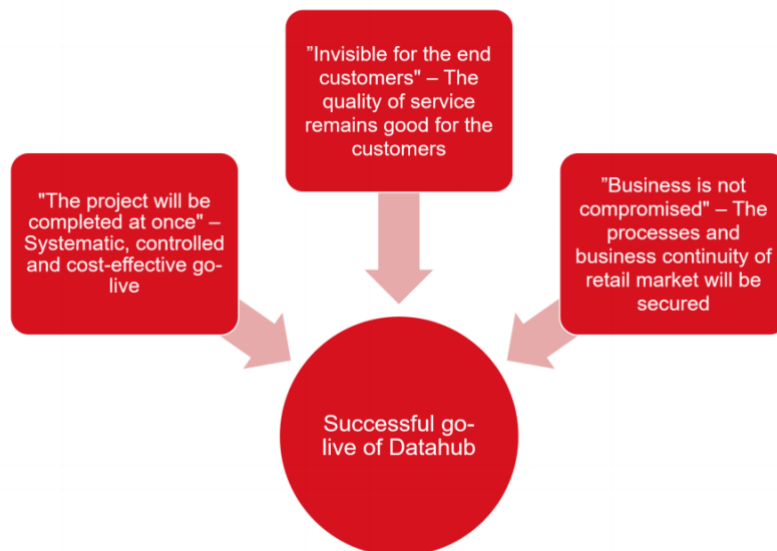 ”Invisible for the end
customers" – The
quality of service
remains good for the
customers
"The project will be
completed at once" –
Systematic, controlled
and cost-effective go-
live
”Business is not
compromised" – The
processes and
business continuity of
retail market will be
secured
Successful go-
live of Datahub